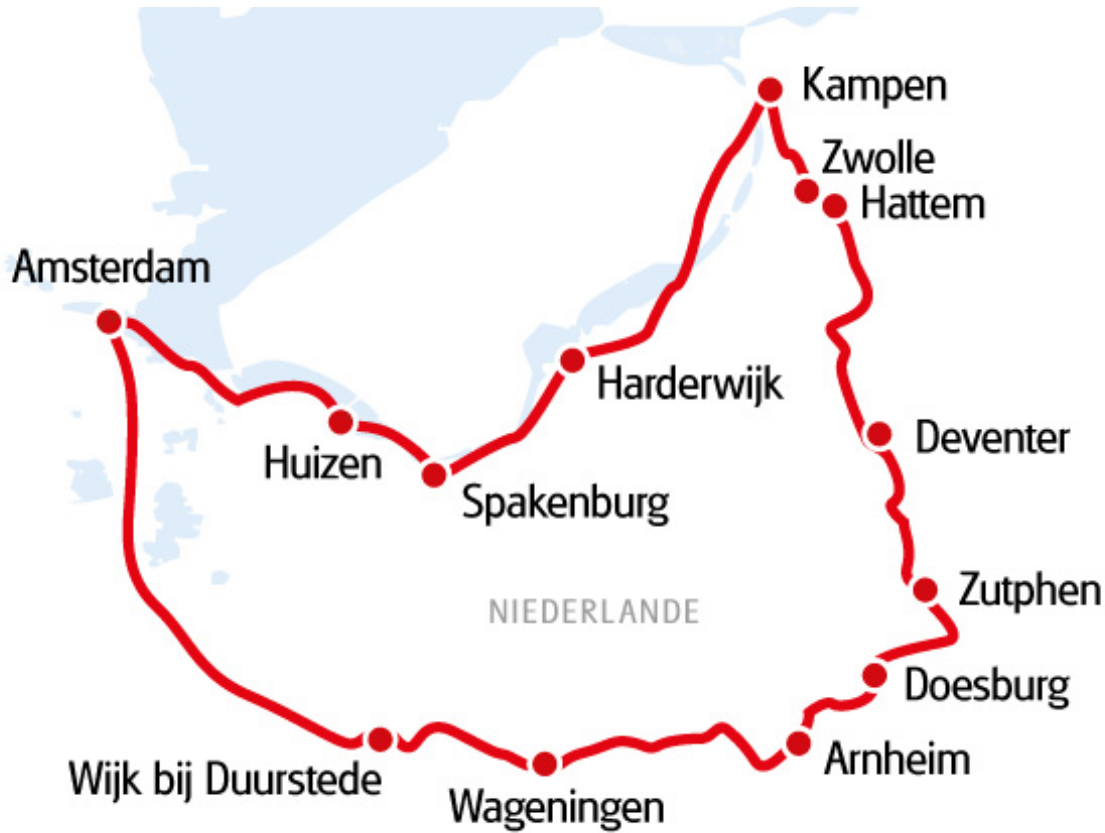 Kampen
Zwolle
Hattem
Amsterdam
Harderwijk
Deventer
Huizen
Spakenburg
Zutphen
NIEDERLANDE
Doesburg
Arnheim
Wijk bij Duurstede
Wageningen